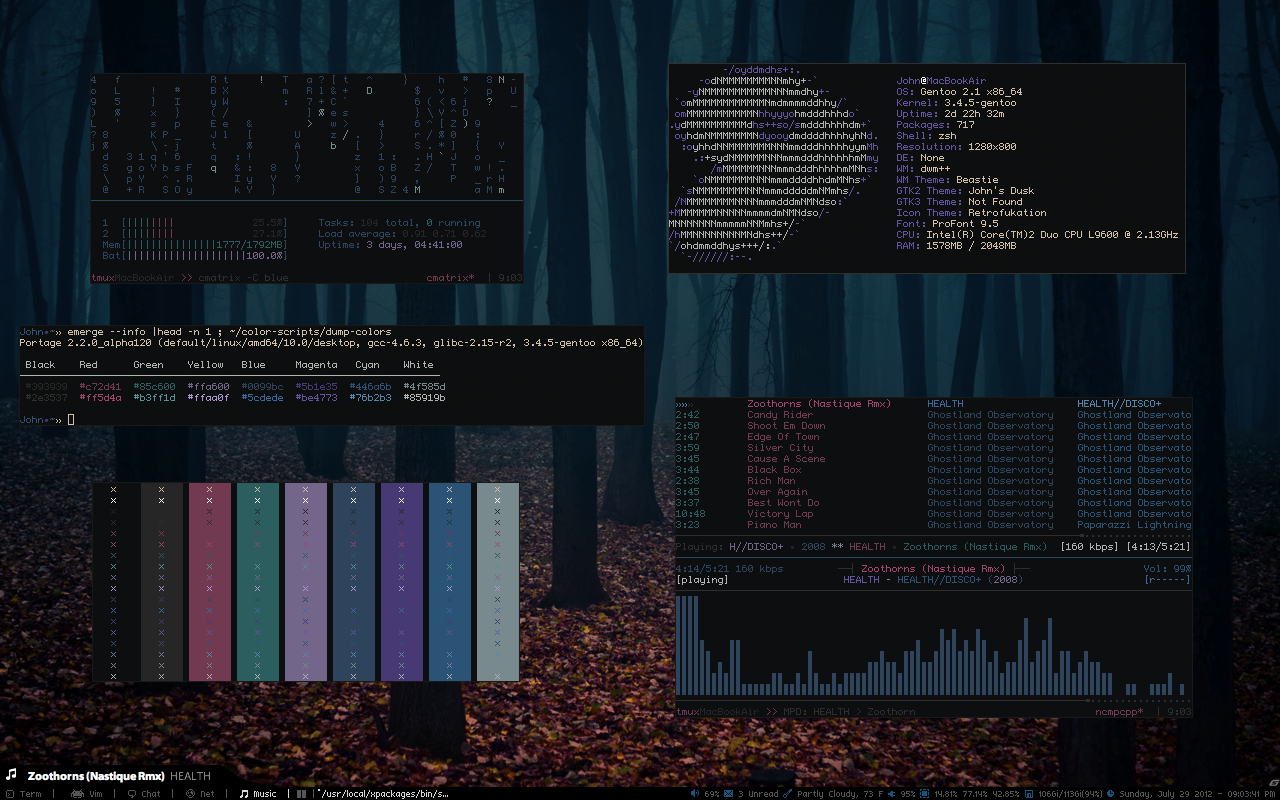 1 [||||||||| 25.5%] Tasks: 104 total, 0 running
2 [||||||||| 27.1%] Load average: 0.91 0.71 0.62
Mem[||||||||||||||||||1777/1792MB] Uptime: 3 days, 04:41:00
Bat[||||||||||||||||||||||||100.0%]
tmuxMacBookAir >> cmatrix -C blue cmatrix* | 9:03
John@MacBookAir
OS: Gentoo 2.1 x86_64
Kernel: 3.4.5-gentoo
Uptime: 2d 22h 32m
Packages: 717
Shell: zsh
Resolution: 1280x800
DE: None
WM: dwm++
WM Theme: Beastie
GTK2 Theme: John's Dusk
GTK3 Theme: Not Found
Icon Theme: Retrofukation
Font: ProFont 9.5
CPU: Intel(R) Core(TM)2 Duo CPU L9600 @ 2.13GHz
RAM: 1578MB / 2048MB
John•~» emerge --info |head -n 1 ; ~/color-scripts/dump-colors
Portage 2.2.0_alpha120 (default/linux/amd64/10.0/desktop, gcc-4.6.3, glibc-2.15-r2, 3.4.5-gentoo x86_64)
Black Red Green Yellow Blue Magenta Cyan White
#393939 #c72d41 #85c600 #ffa600 #0099bc #5b1e35 #446a6b #4f585d
#2e3537 #ff5d4a #b3ff1d #ffaa0f #5cdede #be4773 #76b2b3 #85919b
John•~»
»»» Zoothorns (Nastique Rmx) HEALTH HEALTH//DISCO+
2:42 Candy Rider Ghostland Observatory Ghostland Observato
2:50 Shoot Em Down Ghostland Observatory Ghostland Observato
2:47 Edge Of Town Ghostland Observatory Ghostland Observato
3:59 Silver City Ghostland Observatory Ghostland Observato
3:45 Cause A Scene Ghostland Observatory Ghostland Observato
3:44 Black Box Ghostland Observatory Ghostland Observato
2:38 Rich Man Ghostland Observatory Ghostland Observato
3:45 Over Again Ghostland Observatory Ghostland Observato
3:37 Best Wont Do Ghostland Observatory Ghostland Observato
10:48 Victory Lap Ghostland Observatory Ghostland Observato
3:23 Piano Man Ghostland Observatory Paparazzi Lightning
Playing: H//DISCO+ • 2008 ** HEALTH • Zoothorns (Nastique Rmx) [160 kbps] [4:13/5:21]
4:14/5:21 160 kbps Zoothorns (Nastique Rmx) Vol: 99%
[playing] HEALTH - HEALTH//DISCO+ (2008) [r-----]
tmuxMacBookAir >> MPD: HEALTH > Zoothorn ncmpcpp* | 9:03
Zoothorns (Nastique Rmx) HEALTH
Term | Vim | Chat | Net | Music | /usr/local/xpackages/bin/s... 69% 3 Unread Partly Cloudy, 73 F 95% 14.81% 77.14% 42.85% 1066i/1136i(94%) Sunday, July 29 2012 - 09:03:41 PM